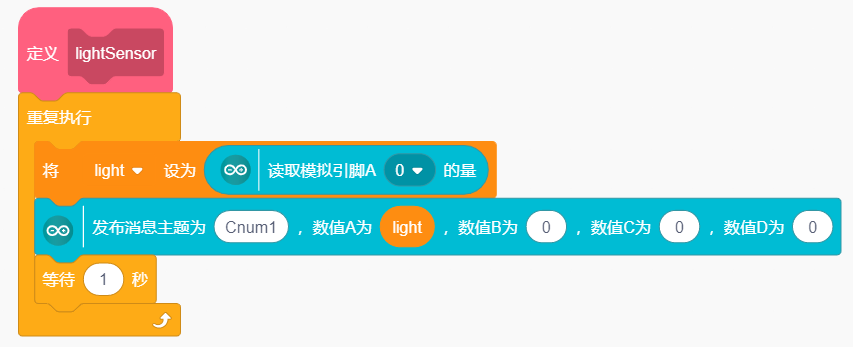 定义 lightSensor
重复执行
将 light 设为 读取模拟引脚A 0 的量
发布消息主题为 Cnum1 ，数值A为 light ，数值B为 0 ，数值C为 0 ，数值D为 0
等待 1 秒